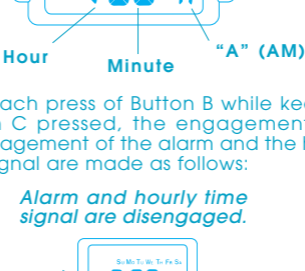 Hour
Minute
"A" (AM)
ach press of Button B while kee
C pressed, the engagement
agement of the alarm and the
gnal are made as follows:
Alarm and hourly time
signal are disengaged.